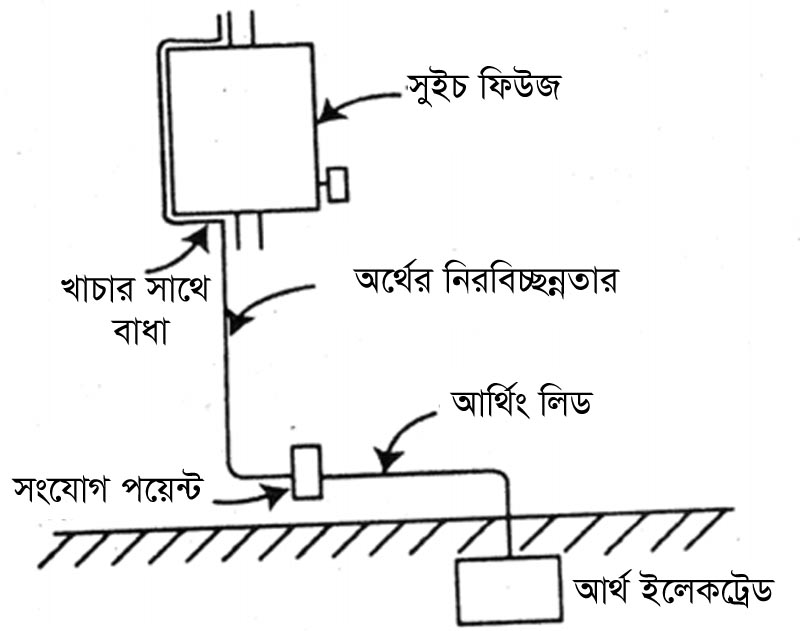 সুইচ ফিউজ
খাচার সাথে
বাধা
অর্থের নিরবিচ্ছন্নতার
আর্থিং লিড
সংযোগ পয়েন্ট
আর্থ ইলেকট্রেড